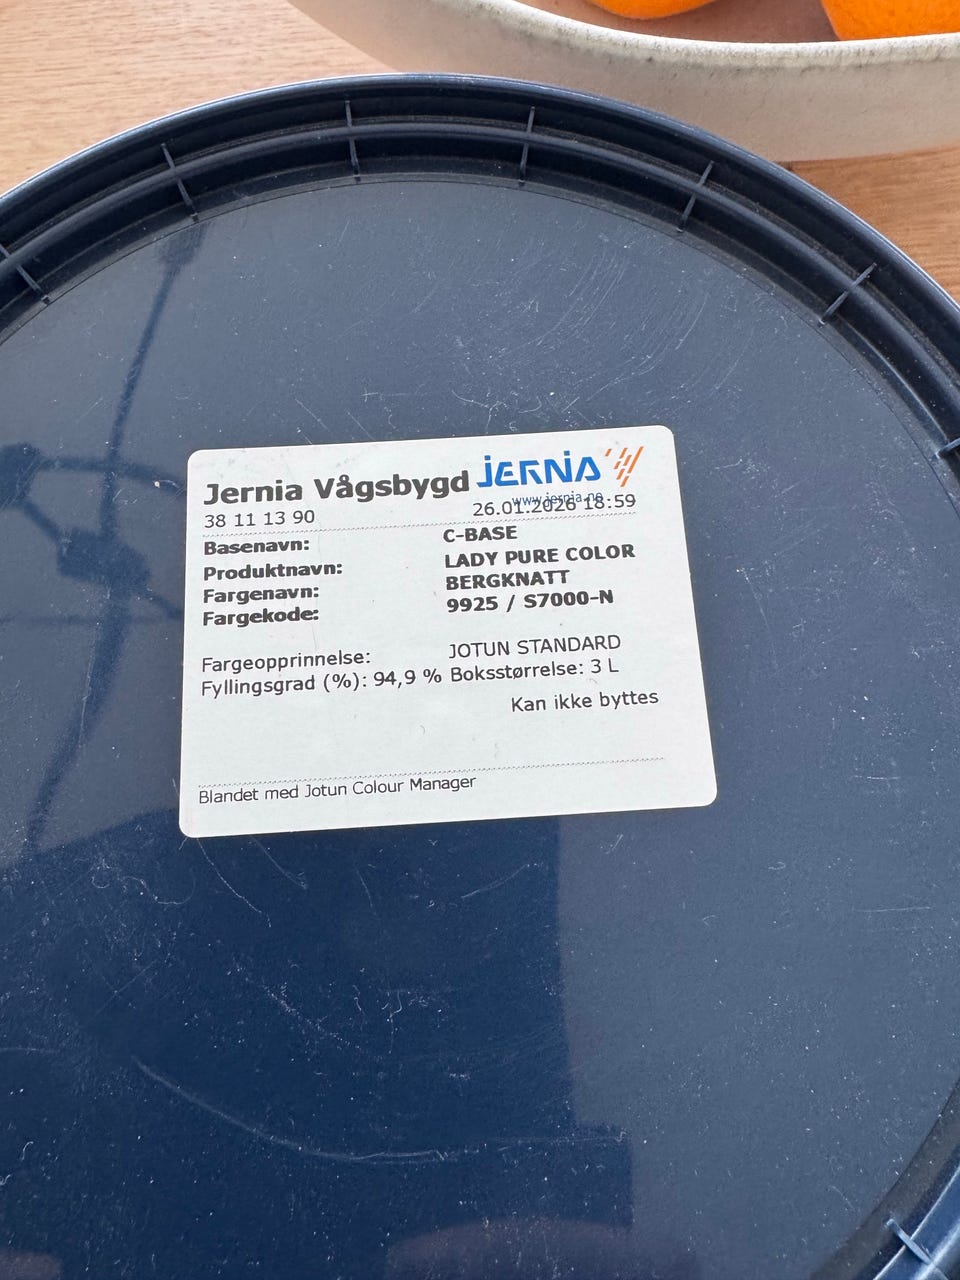 Jernia Vågsbygd JERNIA
www.jernia.no
38 11 13 90 26.01.2026 18:59
Basenavn: C-BASE
Produktnavn: LADY PURE COLOR
Fargenavn: BERGKNATT
Fargekode: 9925 / S7000-N
Fargeopprinnelse: JOTUN STANDARD
Fyllingsgrad (%): 94,9 % Boksstørrelse: 3 L
Kan ikke byttes
Blandet med Jotun Colour Manager